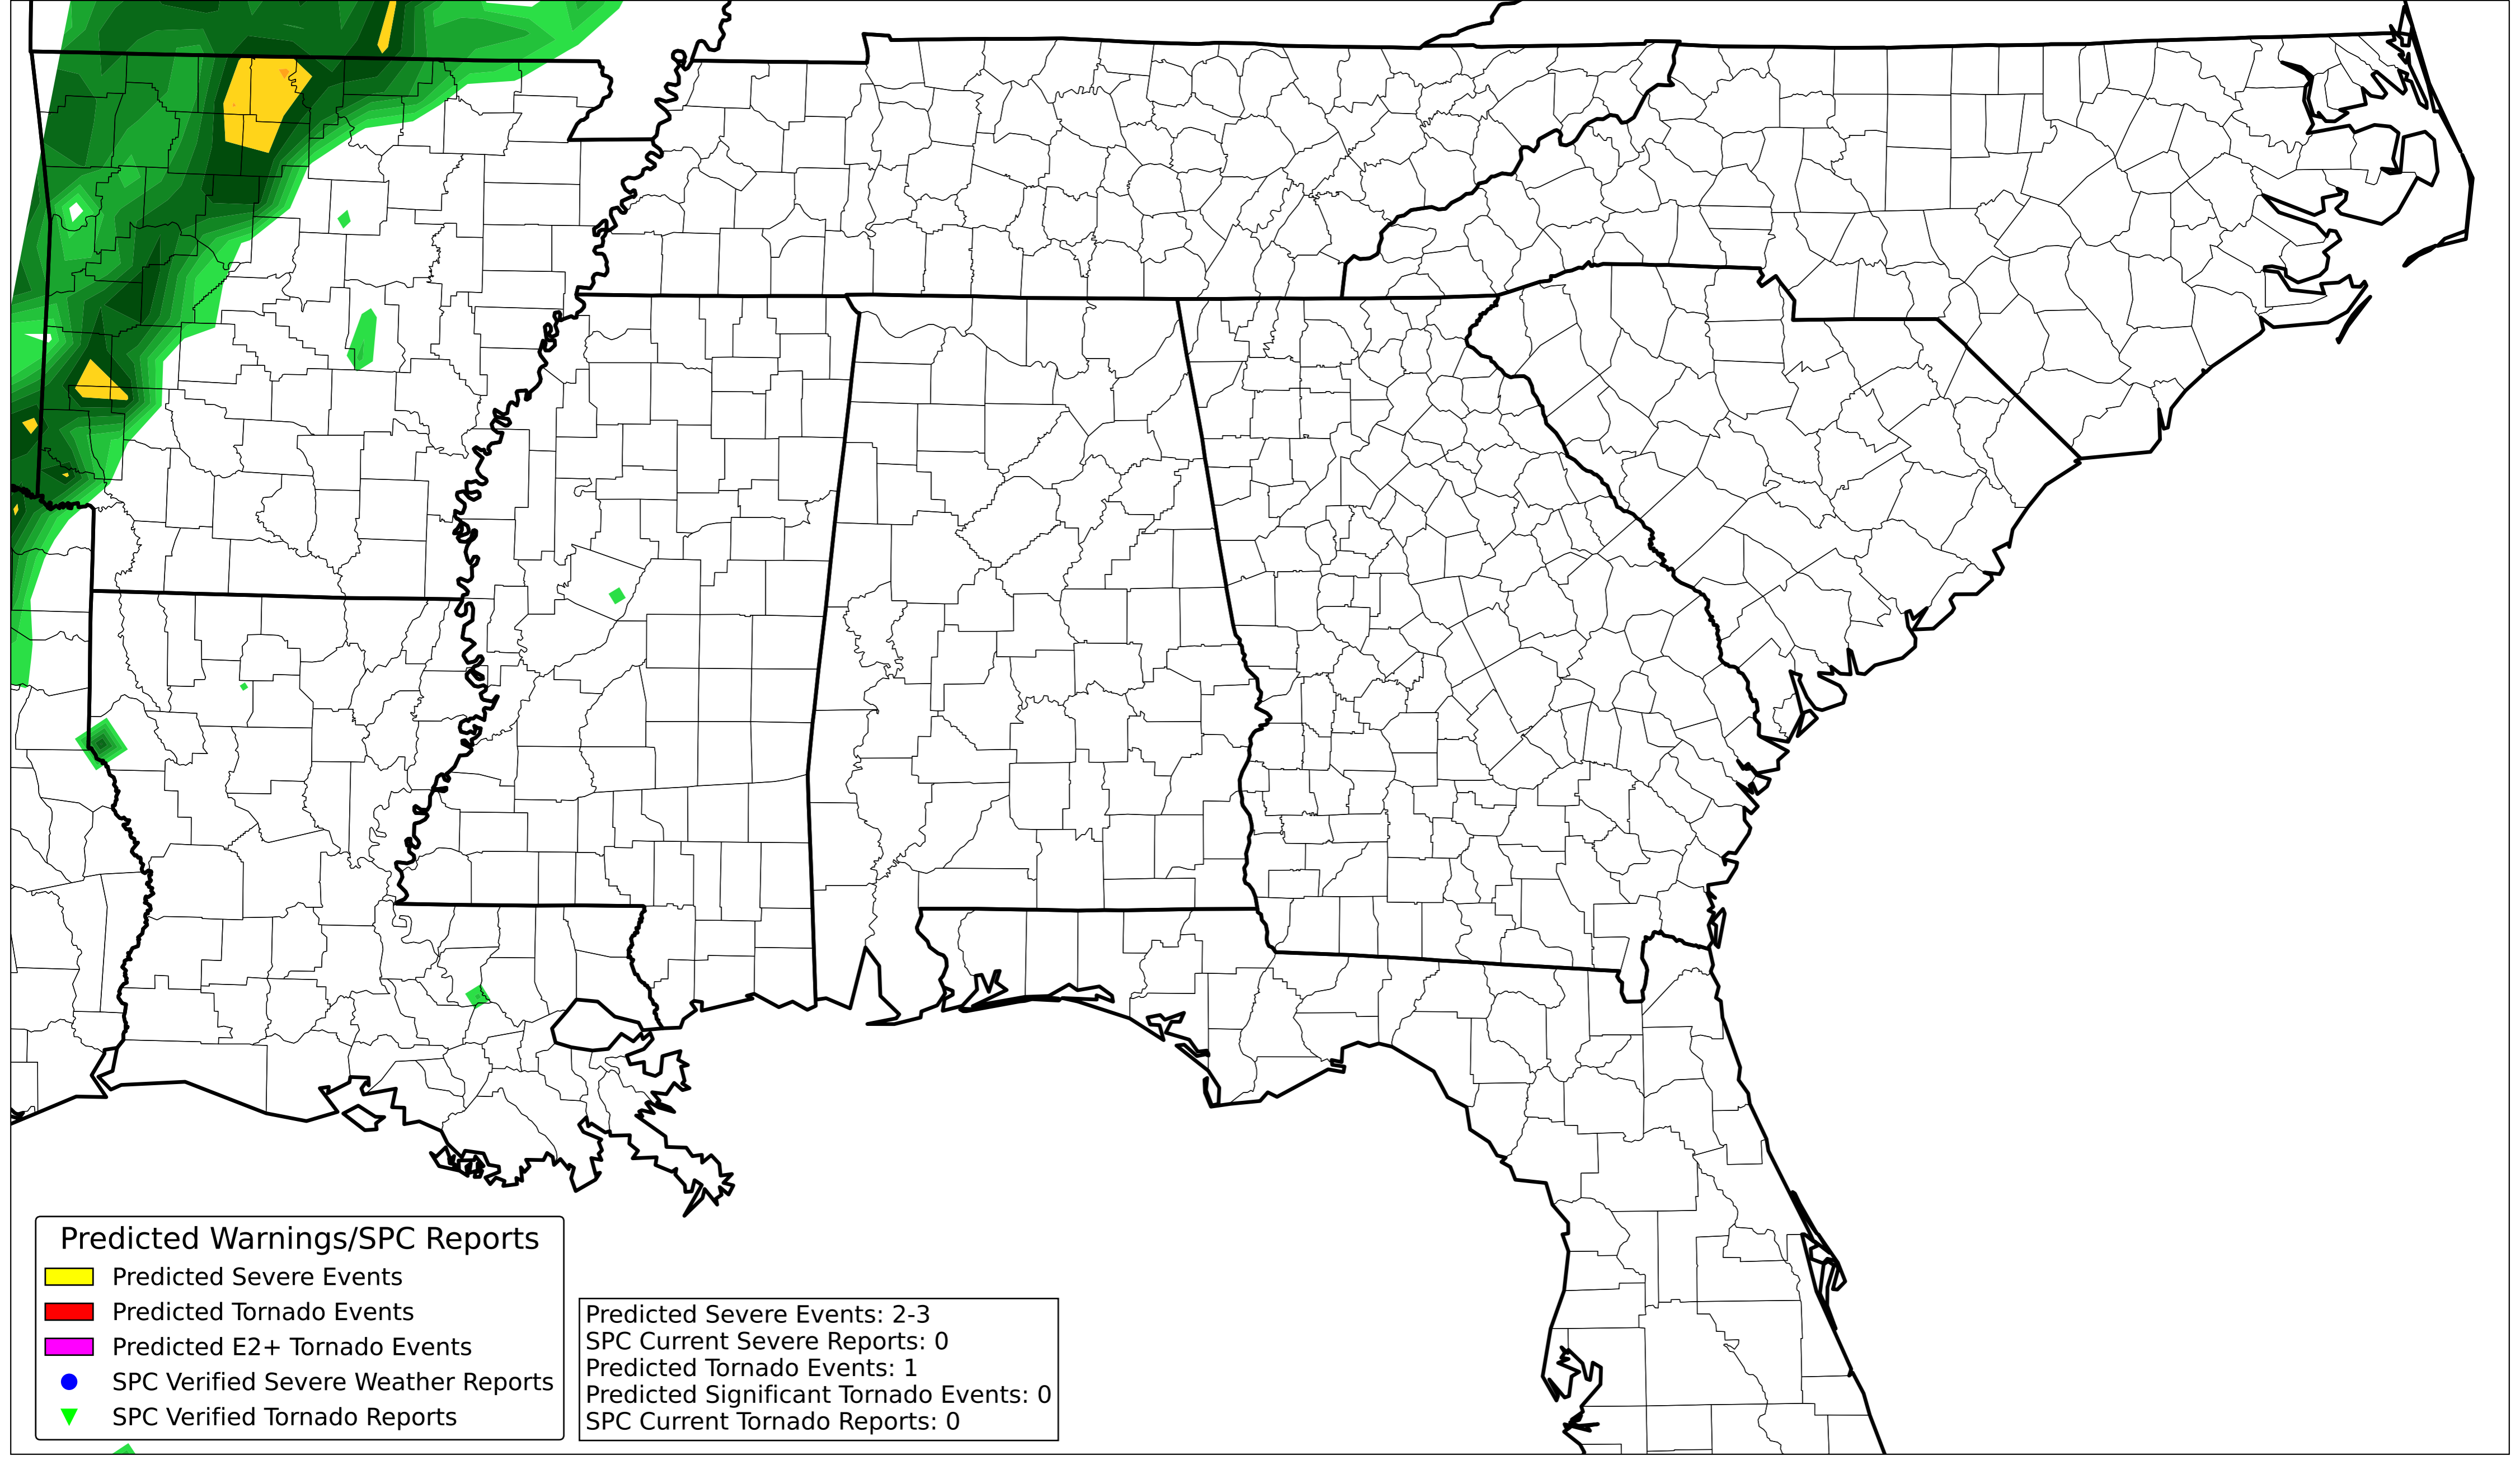 Predicted Warnings/SPC Reports
Predicted Severe Events
Predicted Tornado Events
Predicted E2+ Tornado Events
SPC Verified Severe Weather Reports
SPC Verified Tornado Reports
Predicted Severe Events: 2-3
SPC Current Severe Reports: 0
Predicted Tornado Events: 1
Predicted Significant Tornado Events: 0
SPC Current Tornado Reports: 0